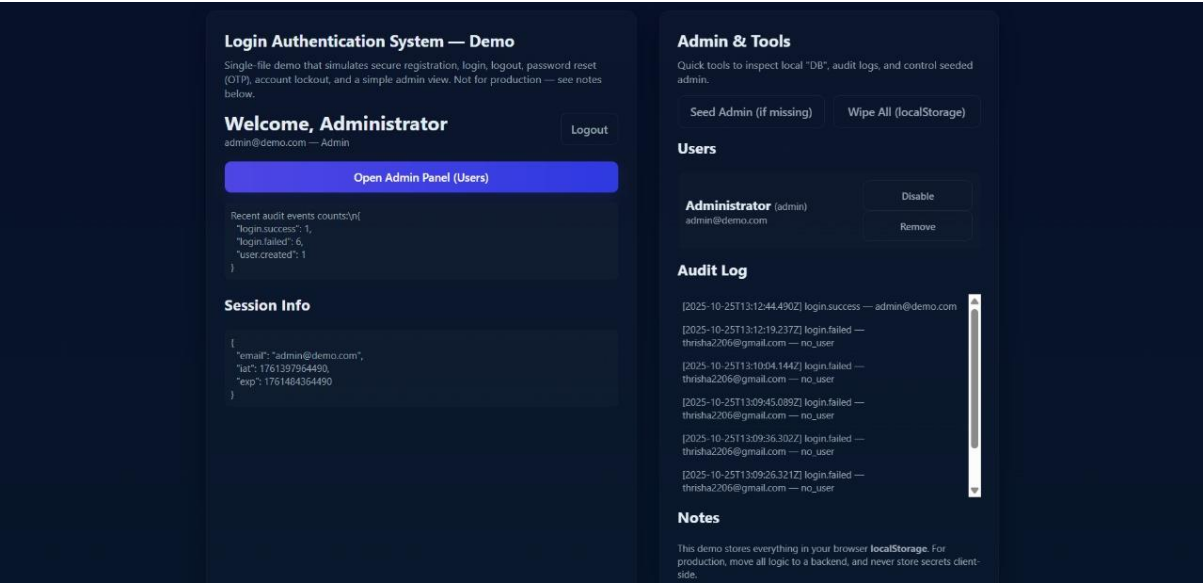 Login Authentication System — Demo
Single-file demo that simulates secure registration, login, logout, password reset
(OTP), account lockout, and a simple admin view. Not for production — see notes
below.
Welcome, Administrator
admin@demo.com — Admin
Logout
Open Admin Panel (Users)
Recent audit events counts:\n{
"login.success": 1,
"login.failed": 6,
"user.created": 1
}
Session Info
{
"email": "admin@demo.com",
"iat": 1761397964490,
"exp": 1761484364490
}
Admin & Tools
Quick tools to inspect local "DB", audit logs, and control seeded
admin.
Seed Admin (if missing)
Wipe All (localStorage)
Users
Administrator (admin)
admin@demo.com
Disable
Remove
Audit Log
[2025-10-25T13:12:44.490Z] login.success — admin@demo.com
[2025-10-25T13:12:19.237Z] login.failed —
thrisha2206@gmail.com — no_user
[2025-10-25T13:10:04.144Z] login.failed —
thrisha2206@gmail.com — no_user
[2025-10-25T13:09:45.089Z] login.failed —
thrisha2206@gmail.com — no_user
[2025-10-25T13:09:36.302Z] login.failed —
thrisha2206@gmail.com — no_user
[2025-10-25T13:09:26.321Z] login.failed —
thrisha2206@gmail.com — no_user
Notes
This demo stores everything in your browser localStorage. For
production, move all logic to a backend, and never store secrets client-
side.